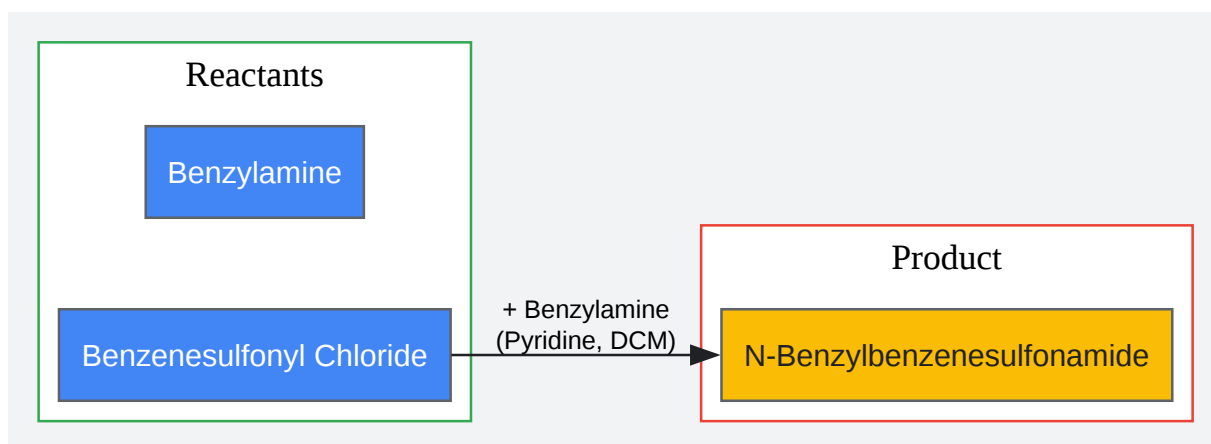 Reactants
Benzylamine
Benzenesulfonyl Chloride
+ Benzylamine
(Pyridine, DCM)
Product
N-Benzylbenzenesulfonamide